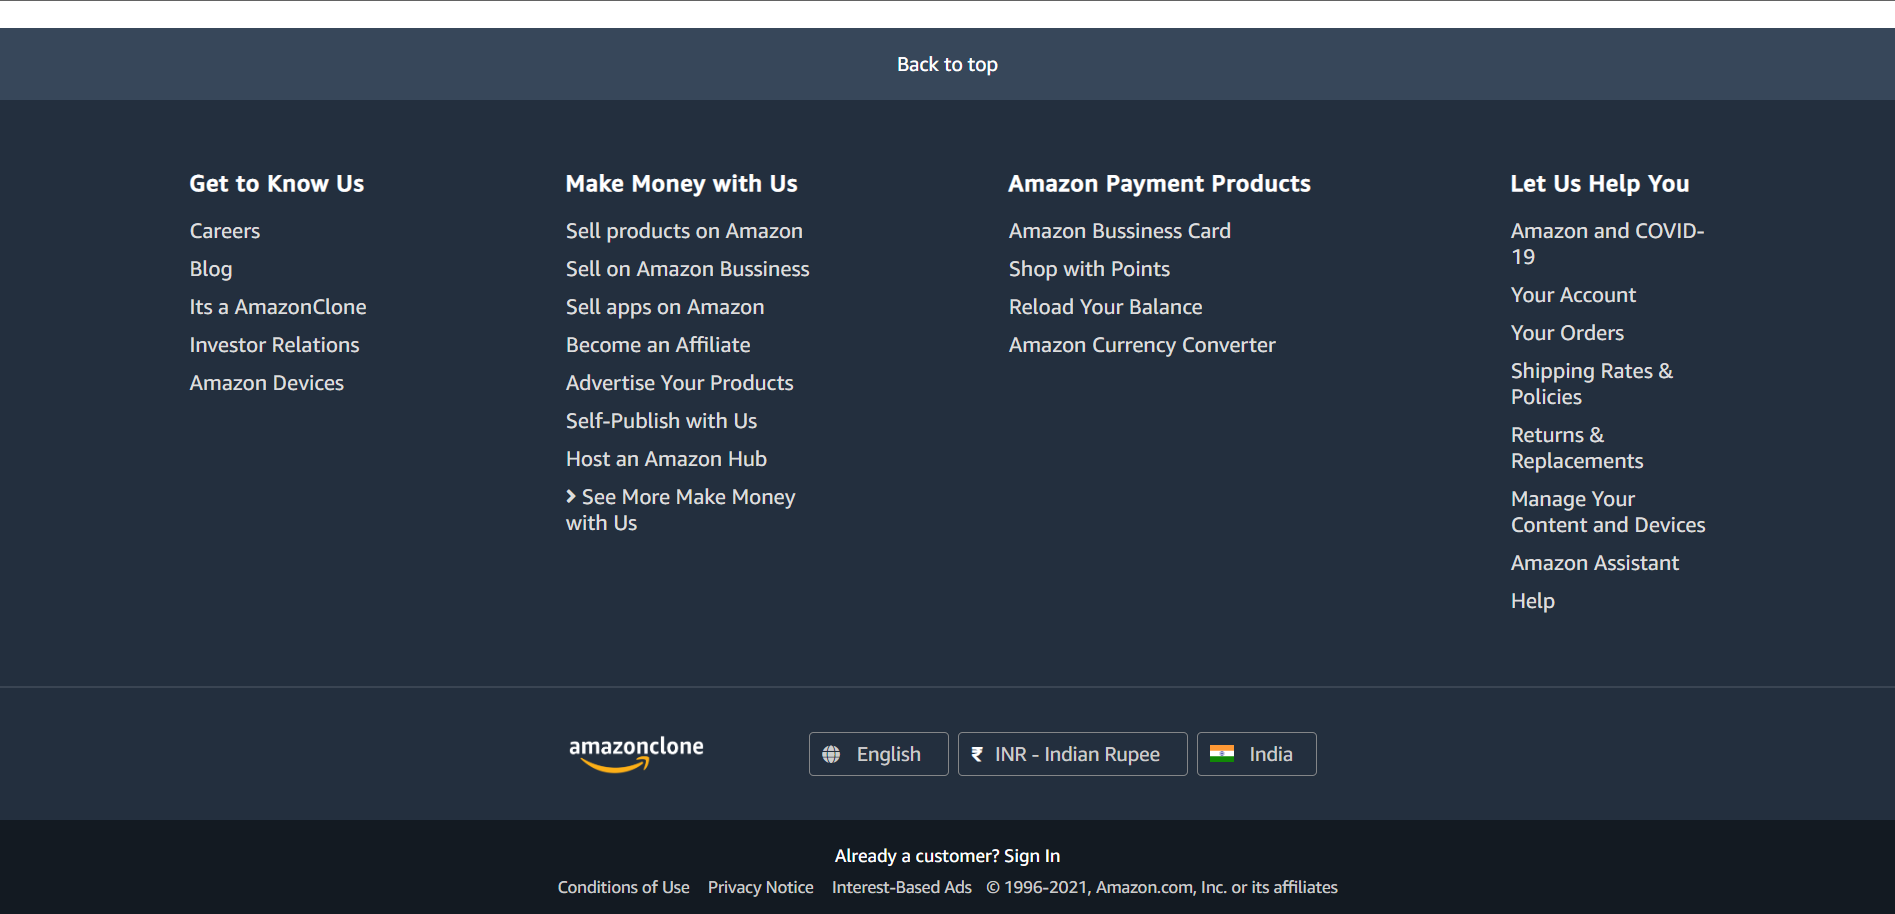 Back to top
Get to Know Us
Careers
Blog
Its a AmazonClone
Investor Relations
Amazon Devices
Make Money with Us
Sell products on Amazon
Sell on Amazon Bussiness
Sell apps on Amazon
Become an Affiliate
Advertise Your Products
Self-Publish with Us
Host an Amazon Hub
See More Make Money
with Us
Amazon Payment Products
Amazon Bussiness Card
Shop with Points
Reload Your Balance
Amazon Currency Converter
Let Us Help You
Amazon and COVID-
19
Your Account
Your Orders
Shipping Rates &
Policies
Returns &
Replacements
Manage Your
Content and Devices
Amazon Assistant
Help
amazonclone
English
₹ INR - Indian Rupee
India
Already a customer? Sign In
Conditions of Use Privacy Notice Interest-Based Ads © 1996-2021, Amazon.com, Inc. or its affiliates